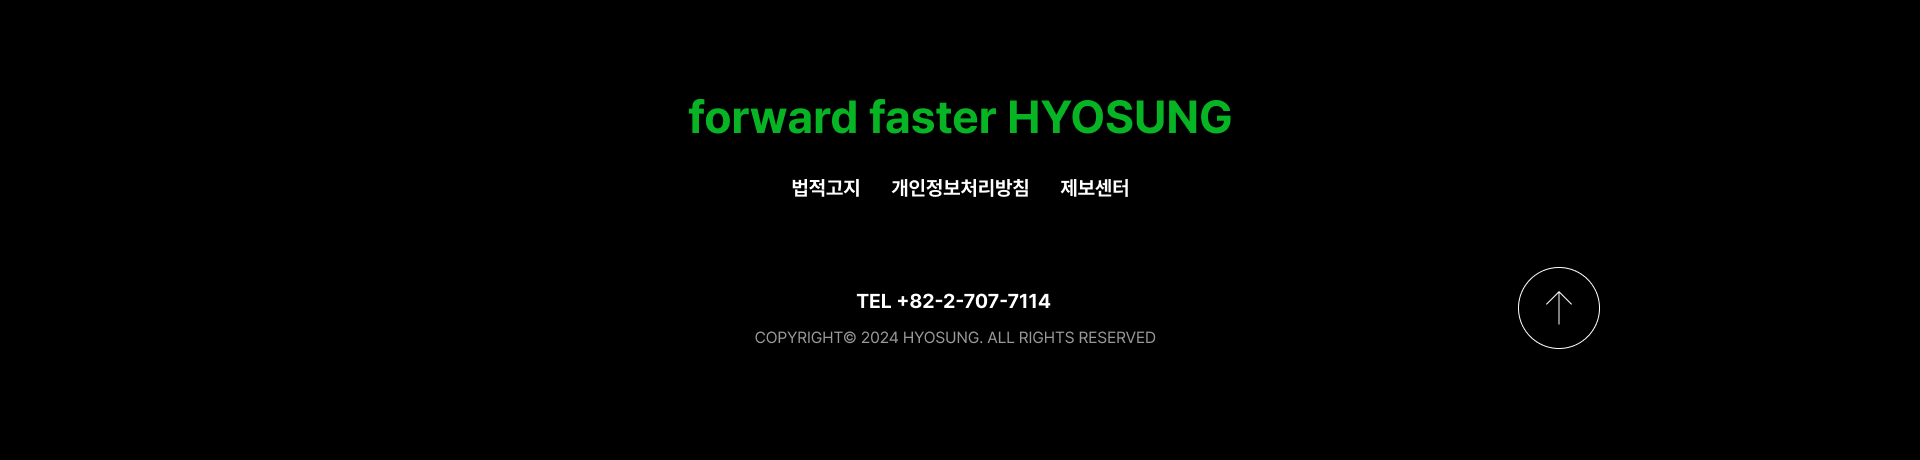 forward faster HYOSUNG
법적고지 개인정보처리방침 제보센터
TEL +82-2-707-7114
COPYRIGHT© 2024 HYOSUNG. ALL RIGHTS RESERVED